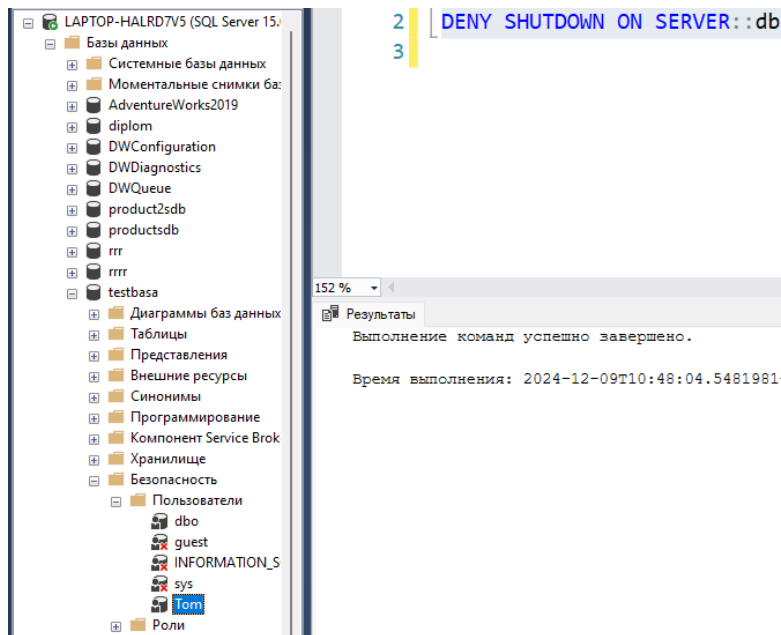 LAPTOP-HALRD7V5 (SQL Server 15.
Базы данных
Системные базы данных
Моментальные снимки ба
AdventureWorks2019
diplom
DWConfiguration
DWDiagnostics
DWQueue
product2sdb
productsdb
rrr
rrrr
testbasa
Диаграммы баз данных
Таблицы
Представления
Внешние ресурсы
Синонимы
Программирование
Компонент Service Brok
Хранилище
Безопасность
Пользователи
dbo
guest
INFORMATION_S
sys
Tom
Роли
2 DENY SHUTDOWN ON SERVER::db
3
152 %
Результаты
Выполнение команд успешно завершено.
Время выполнения: 2024-12-09T10:48:04.5481981